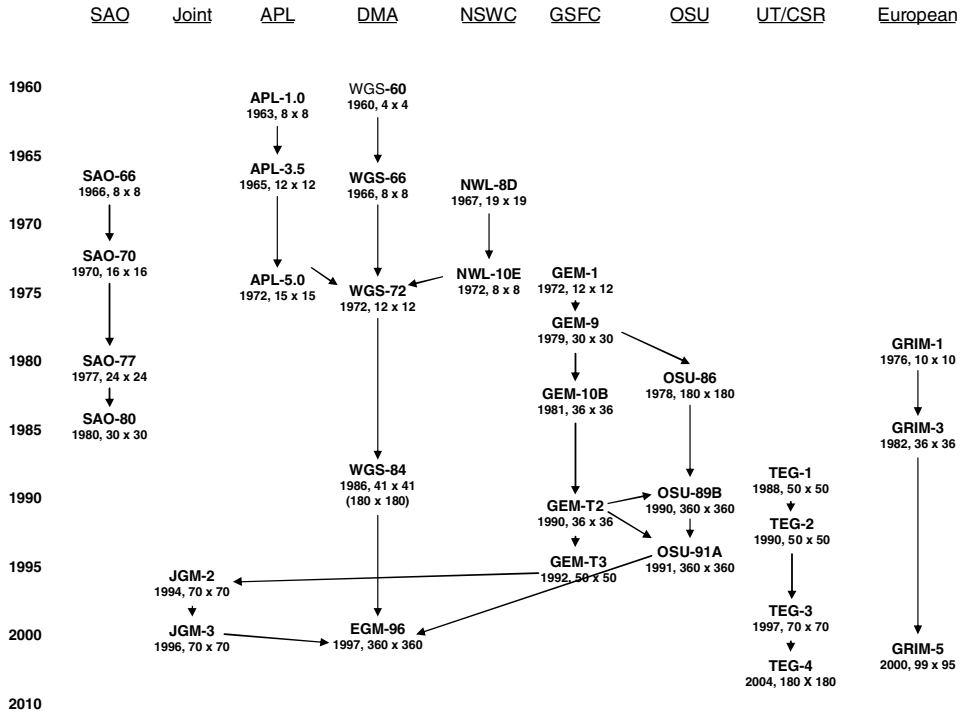 SAO Joint APL DMA NSWC GSFC OSU UT/CSR European
1960
1965
1970
1975
1980
1985
1990
1995
2000
2005
2010
SAO-66
1966, 8 x 8
SAO-70
1970, 16 x 16
SAO-77
1977, 24 x 24
SAO-80
1980, 30 x 30
JGM-2
1994, 70 x 70
JGM-3
1996, 70 x 70
APL-1.0
1963, 8 x 8
APL-3.5
1965, 12 x 12
APL-5.0
1972, 15 x 15
WGS-60
1960, 4 x 4
WGS-66
1966, 8 x 8
WGS-72
1972, 12 x 12
WGS-84
1986, 41 x 41
(180 x 180)
EGM-96
1997, 360 x 360
NWL-8D
1967, 19 x 19
NWL-10E
1972, 8 x 8
GEM-1
1972, 12 x 12
GEM-9
1979, 30 x 30
GEM-10B
1981, 36 x 36
GEM-T2
1990, 36 x 36
GEM-T3
1992, 50 x 50
OSU-86
1978, 180 x 180
OSU-89B
1990, 360 x 360
OSU-91A
1991, 360 x 360
TEG-1
1988, 50 x 50
TEG-2
1990, 50 x 50
TEG-3
1997, 70 x 70
TEG-4
2004, 180 X 180
GRIM-1
1976, 10 x 10
GRIM-3
1982, 36 x 36
GRIM-5
2000, 99 x 95